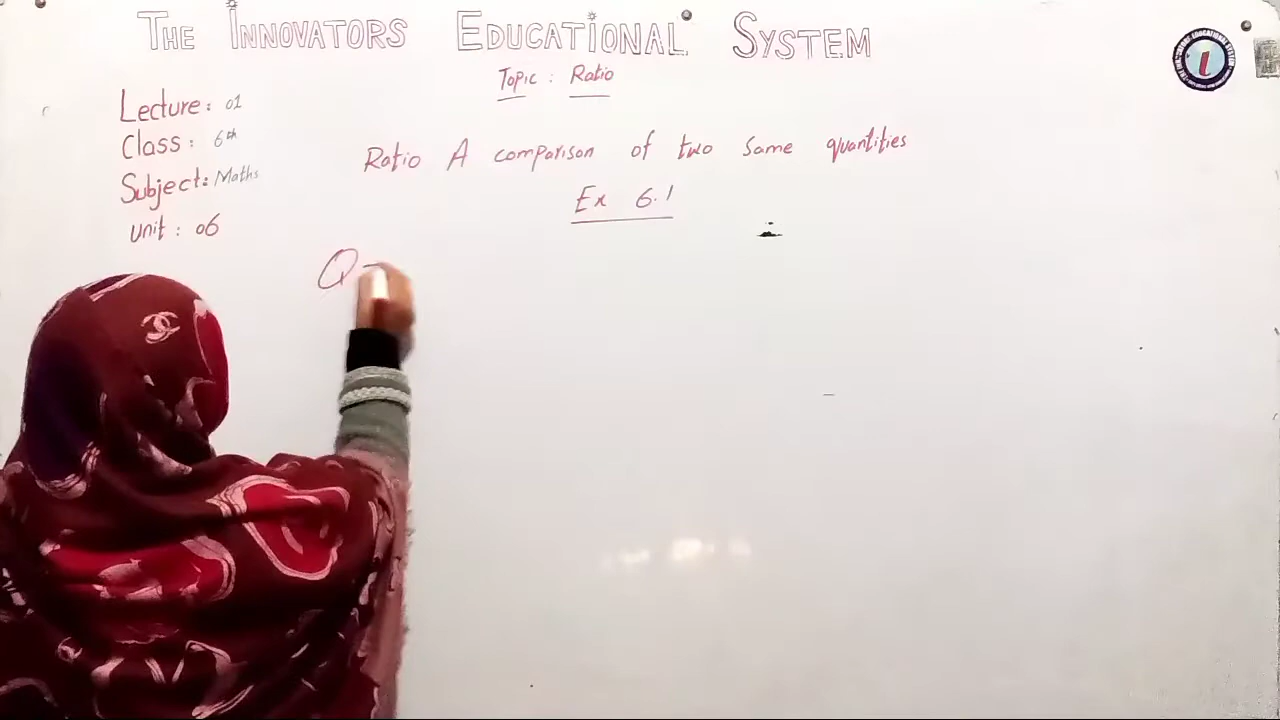 THE INNOVATORS EDUCATIONAL SYSTEM
Topic : Ratio
Lecture: 01
Class: 6th
Subject: Maths
Unit: 06
Ratio A comparison of two same quantities
Ex 6.1
Q